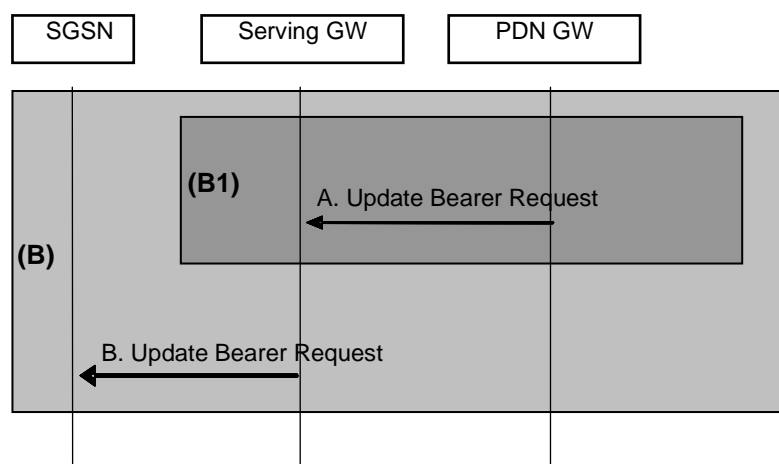 SGSN
Serving GW
PDN GW
(B1)
A. Update Bearer Request
(B)
B. Update Bearer Request